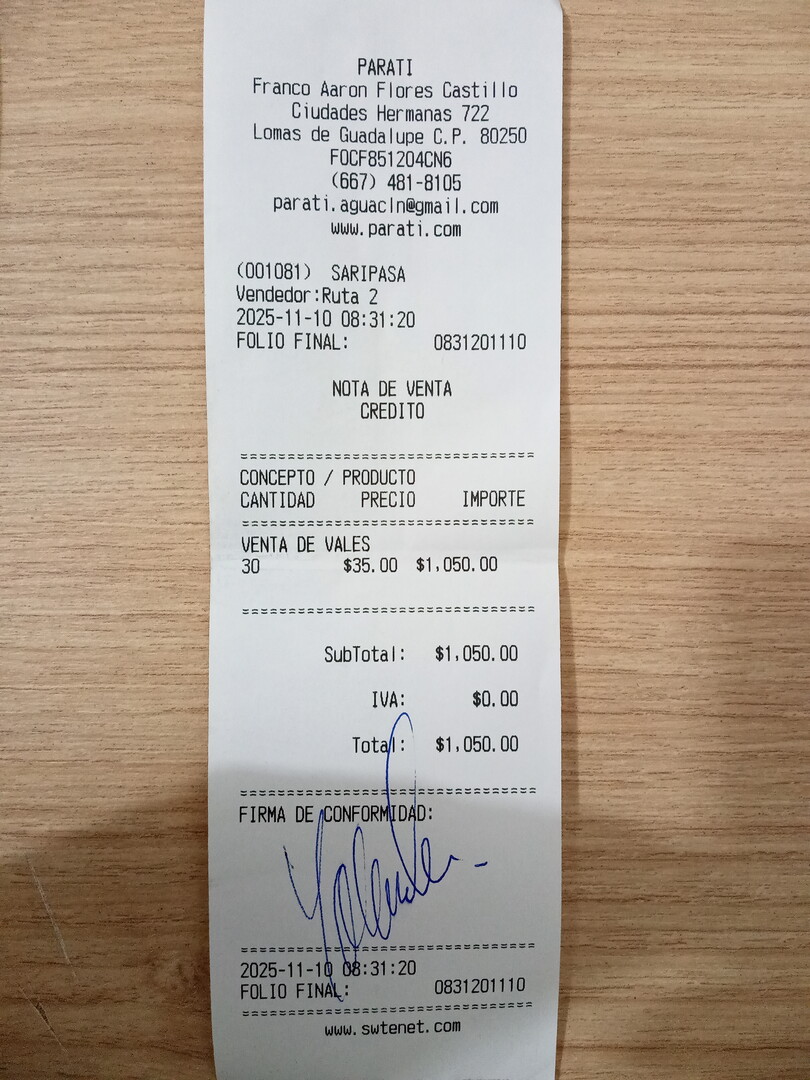 PARATI
Franco Aaron Flores Castillo
Ciudades Hermanas 722
Lomas de Guadalupe C.P. 80250
FOCF851204CN6
(667) 481-8105
parati.aguacln@gmail.com
www.parati.com
(001081) SARIPASA
Vendedor:Ruta 2
2025-11-10 08:31:20
FOLIO FINAL: 0831201110
NOTA DE VENTA
CREDITO
================================
CONCEPTO / PRODUCTO
CANTIDAD PRECIO IMPORTE
================================
VENTA DE VALES
30 $35.00 $1,050.00
================================
SubTotal: $1,050.00
IVA: $0.00
Total: $1,050.00
================================
FIRMA DE CONFORMIDAD:
================================
2025-11-10 08:31:20
FOLIO FINAL: 0831201110
================================
www.swtenet.com